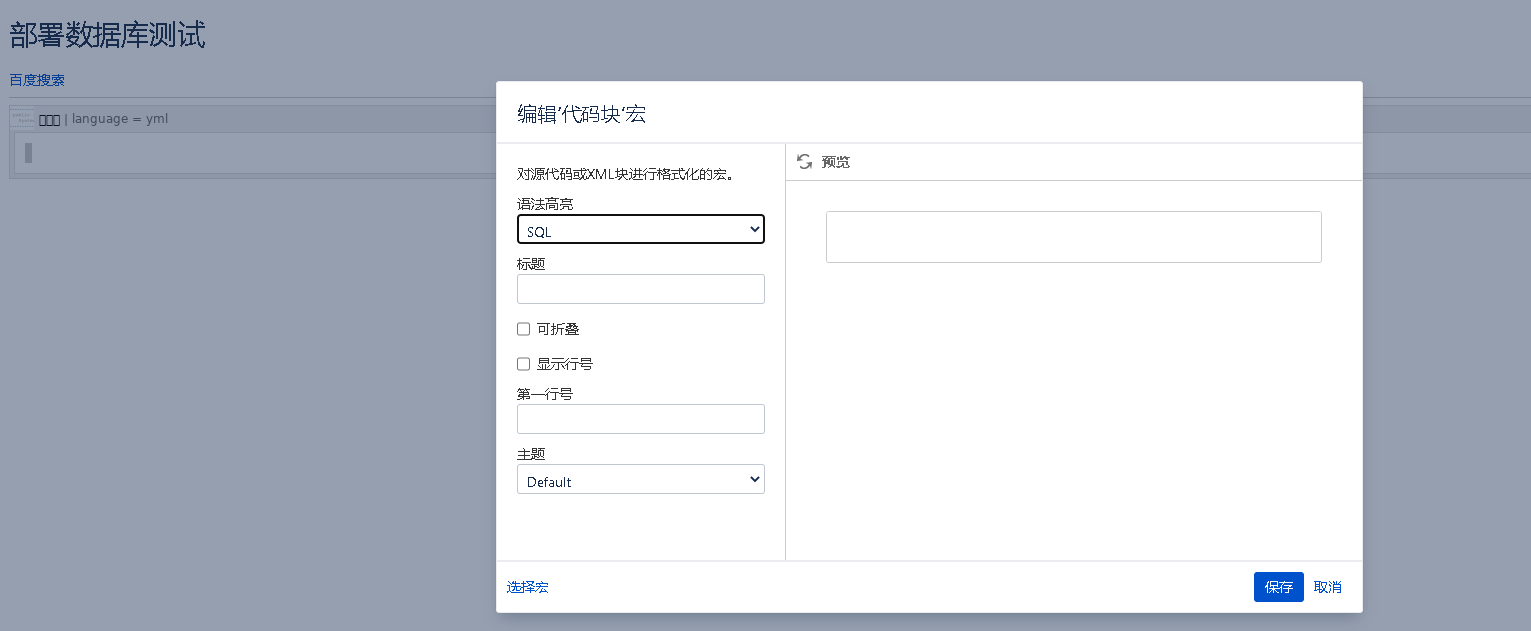 部署数据库测试
百度搜索
| language = yml
编辑'代码块'宏
对源代码或XML块进行格式化的宏。
语法高亮
SQL
标题
可折叠
显示行号
第一行号
主题
Default
预览
选择宏
保存 取消